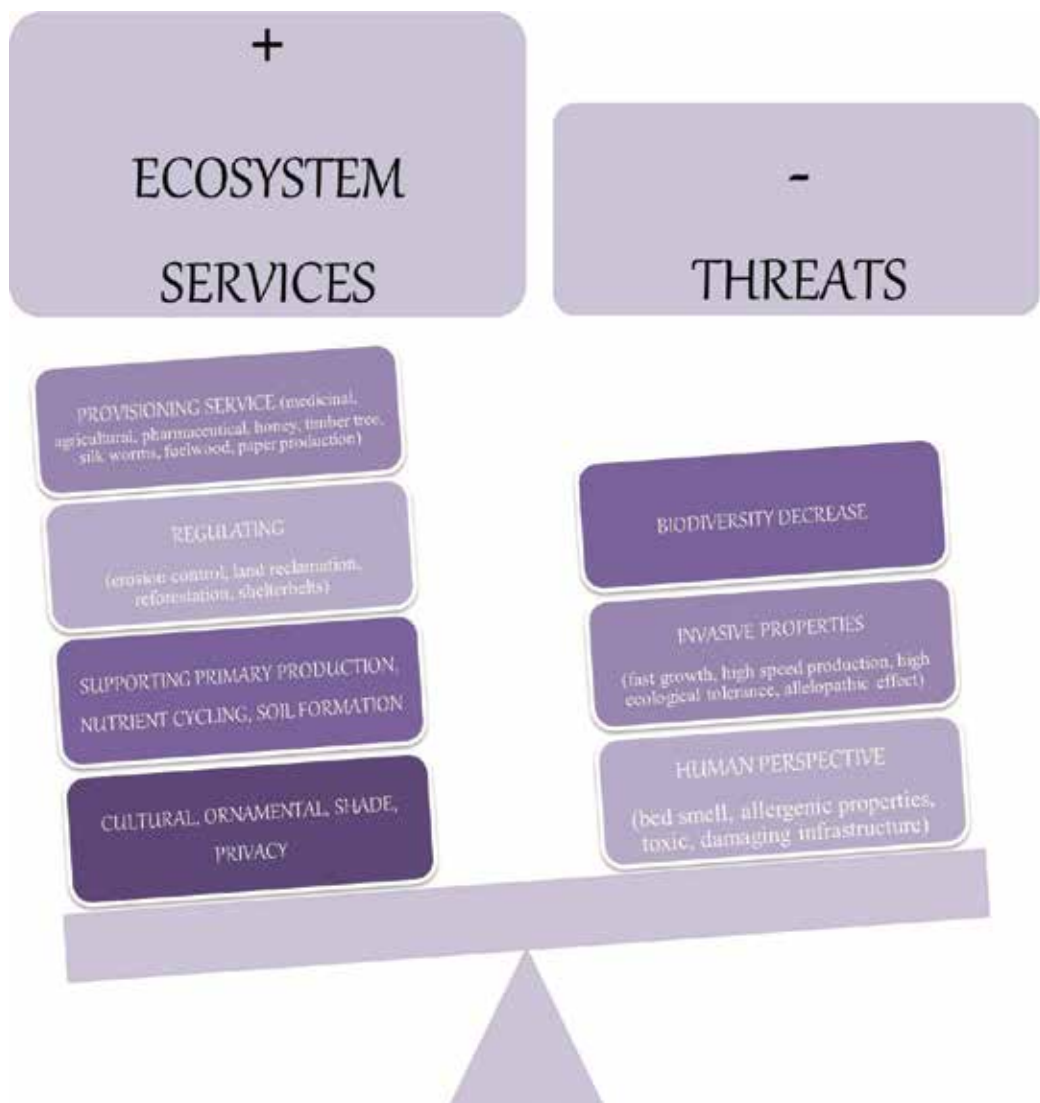 +
ECOSYSTEM
SERVICES
-
THREATS
PROVISIONING SERVICE (medicinal,
agricultural, pharmaceutical, honey, timber tree,
silk worms, fuelwood, paper production)
REGULATING
(erosion control, land reclamation,
reforestation, shelterbelts)
SUPPORTING PRIMARY PRODUCTION,
NUTRIENT CYCLING, SOIL FORMATION
CULTURAL, ORNAMENTAL, SHADE,
PRIVACY
BIODIVERSITY DECREASE
INVASIVE PROPERTIES
(fast growth, high speed production, high
ecological tolerance, allelopathic effect)
HUMAN PERSPECTIVE
(bed smell, allergenic properties,
toxic, damaging infrastructure)